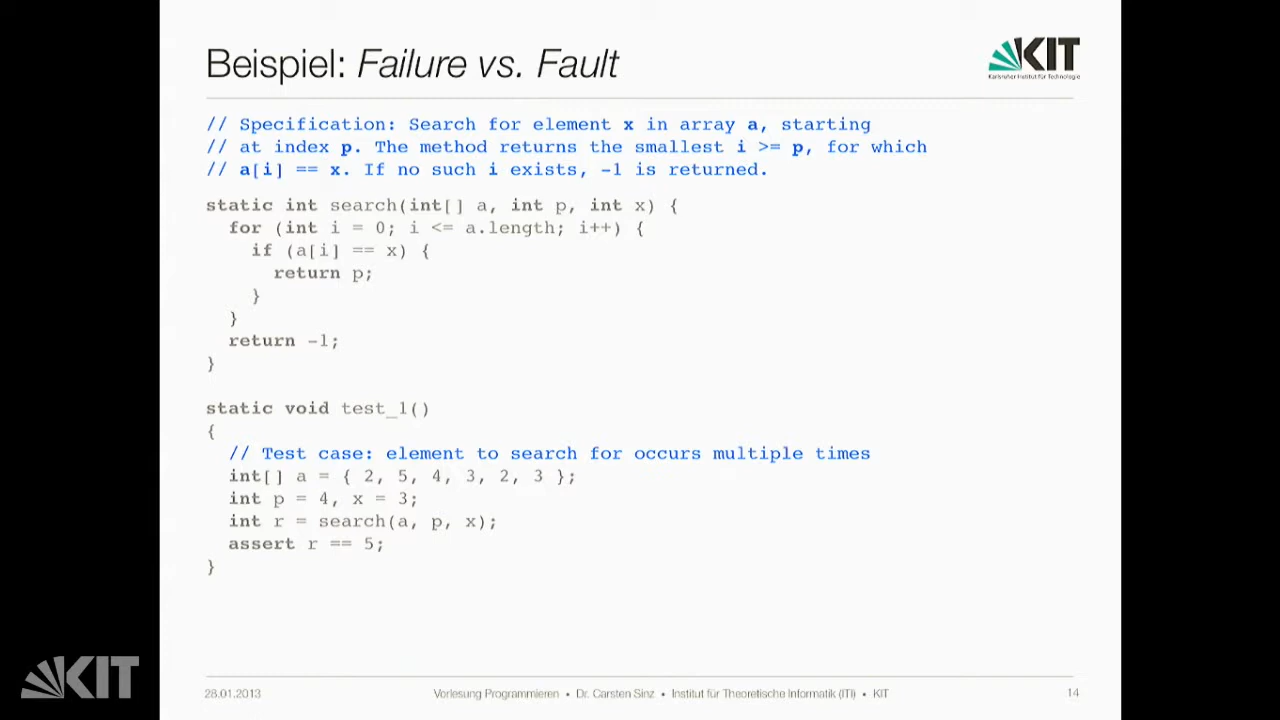 Beispiel: Failure vs. Fault
KIT
Karlsruher Institut für Technologie
// Specification: Search for element x in array a, starting
// at index p. The method returns the smallest i >= p, for which
// a[i] == x. If no such i exists, -1 is returned.
static int search(int[] a, int p, int x) {
  for (int i = 0; i <= a.length; i++) {
    if (a[i] == x) {
      return p;
    }
  }
  return -1;
}
static void test_1()
{
  // Test case: element to search for occurs multiple times
  int[] a = { 2, 5, 4, 3, 2, 3 };
  int p = 4, x = 3;
  int r = search(a, p, x);
  assert r == 5;
}
KIT
28.01.2013 Vorlesung Programmieren • Dr. Carsten Sinz • Institut für Theoretische Informatik (ITI) • KIT 14